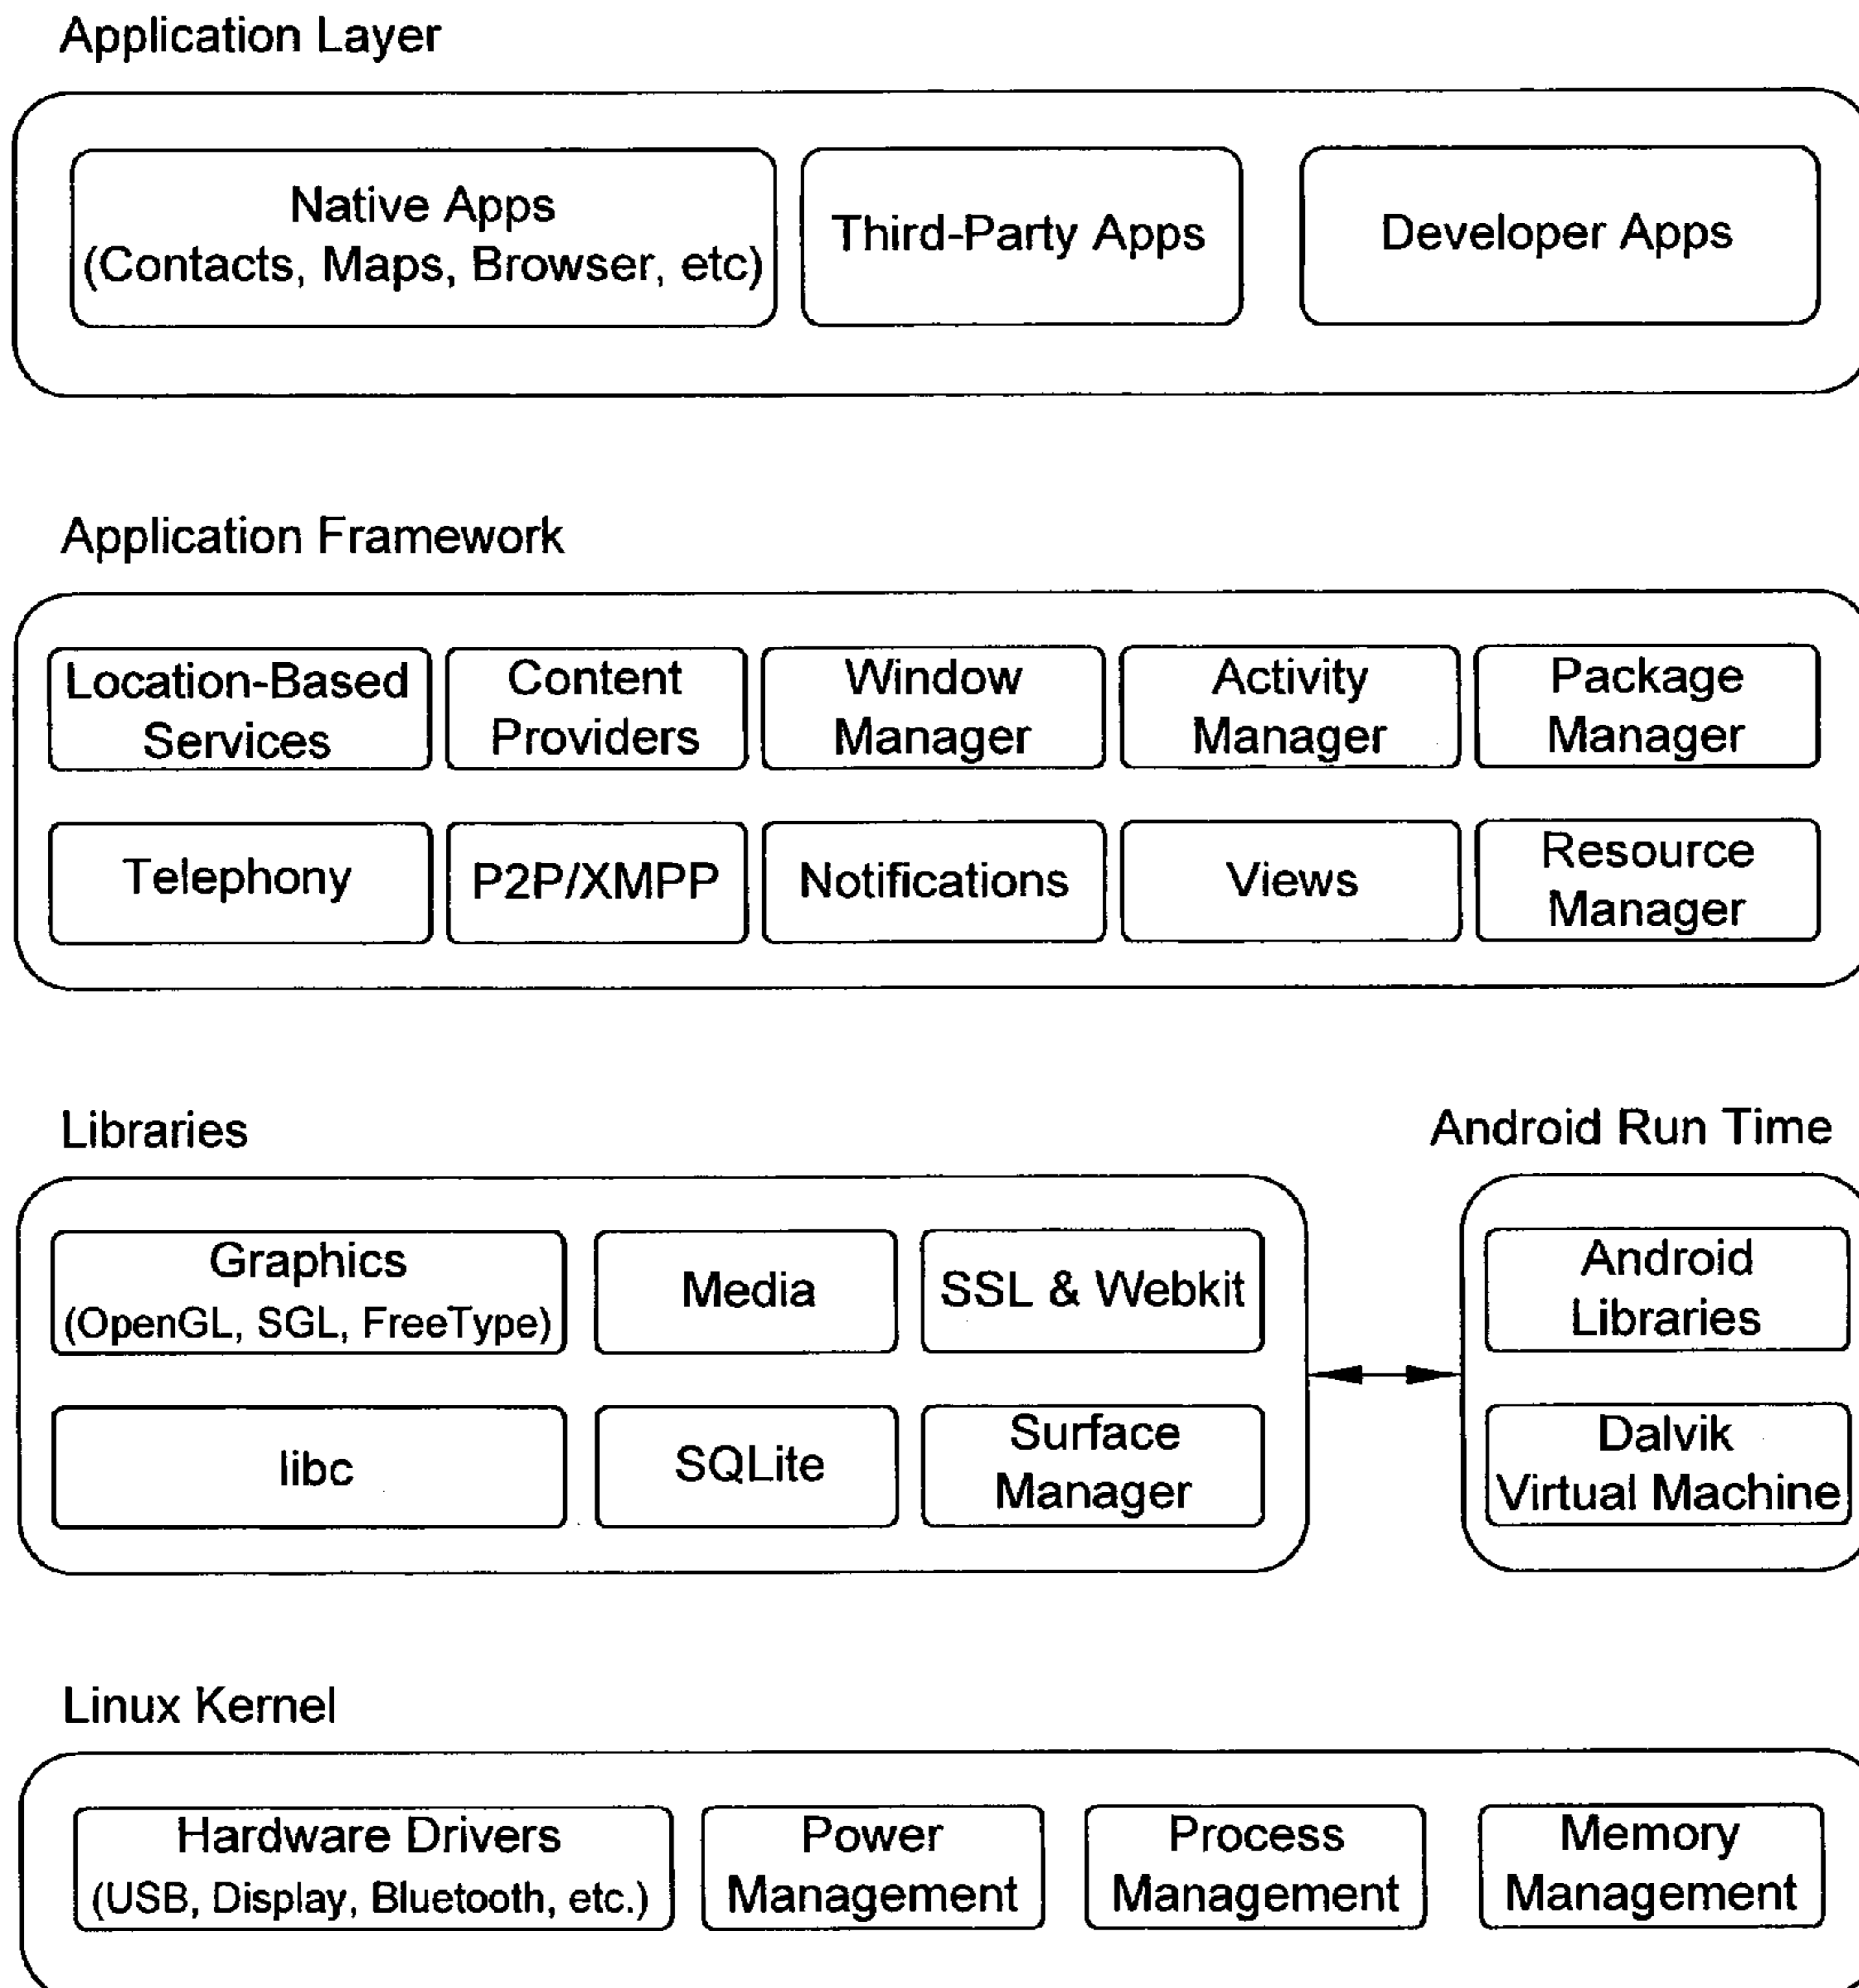 Application Layer
Native Apps
(Contacts, Maps, Browser, etc)
Third-Party Apps
Developer Apps
Application Framework
Location-Based
Services
Content
Providers
Window
Manager
Activity
Manager
Package
Manager
Telephony
P2P/XMPP
Notifications
Views
Resource
Manager
Libraries
Graphics
(OpenGL, SGL, FreeType)
Media
SSL & Webkit
libc
SQLite
Surface
Manager
Android Run Time
Android
Libraries
Dalvik
Virtual Machine
Linux Kernel
Hardware Drivers
(USB, Display, Bluetooth, etc.)
Power
Management
Process
Management
Memory
Management